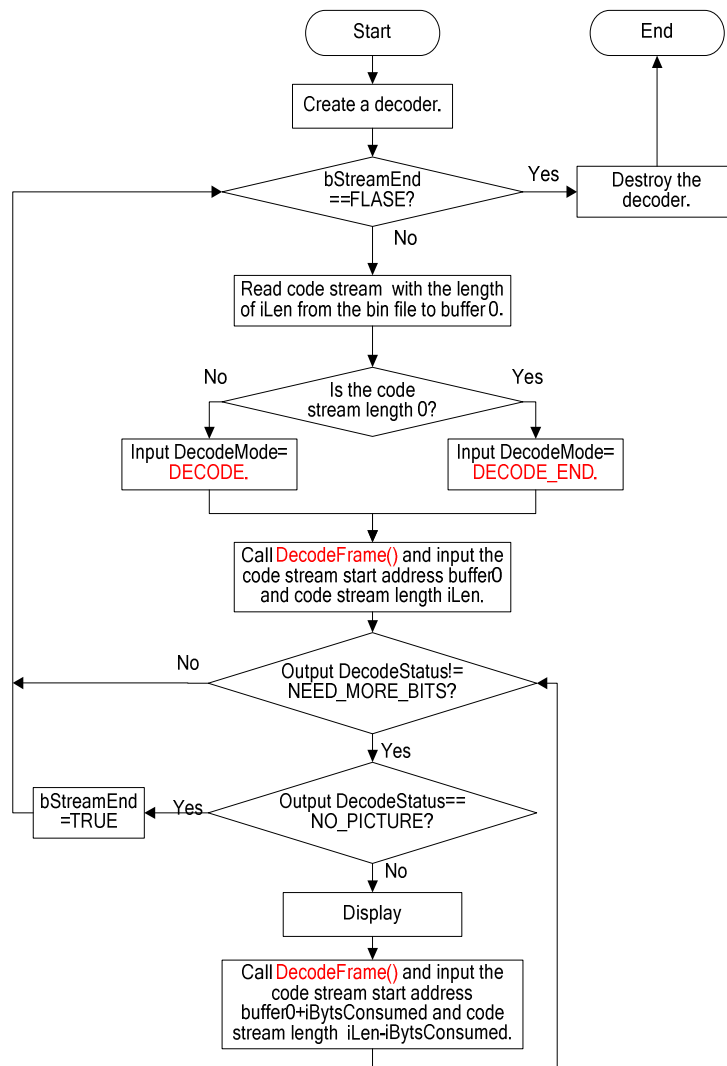 Start
End
Create a decoder.
bStreamEnd
==FLASE?
Yes
Destroy the
decoder.
No
Read code stream  with the length
of iLen from the bin file to buffer 0.
No
Is the code
stream length 0?
Yes
Input DecodeMode=
DECODE.
Input DecodeMode=
DECODE_END.
Call DecodeFrame() and input the
code stream start address buffer0
and code stream length iLen.
No
Output DecodeStatus!=
NEED_MORE_BITS?
Yes
bStreamEnd
=TRUE
Yes
Output DecodeStatus==
NO_PICTURE?
No
Display
Call DecodeFrame() and input the
code stream start address
buffer0+iBytsConsumed and code
stream length  iLen-iBytsConsumed.